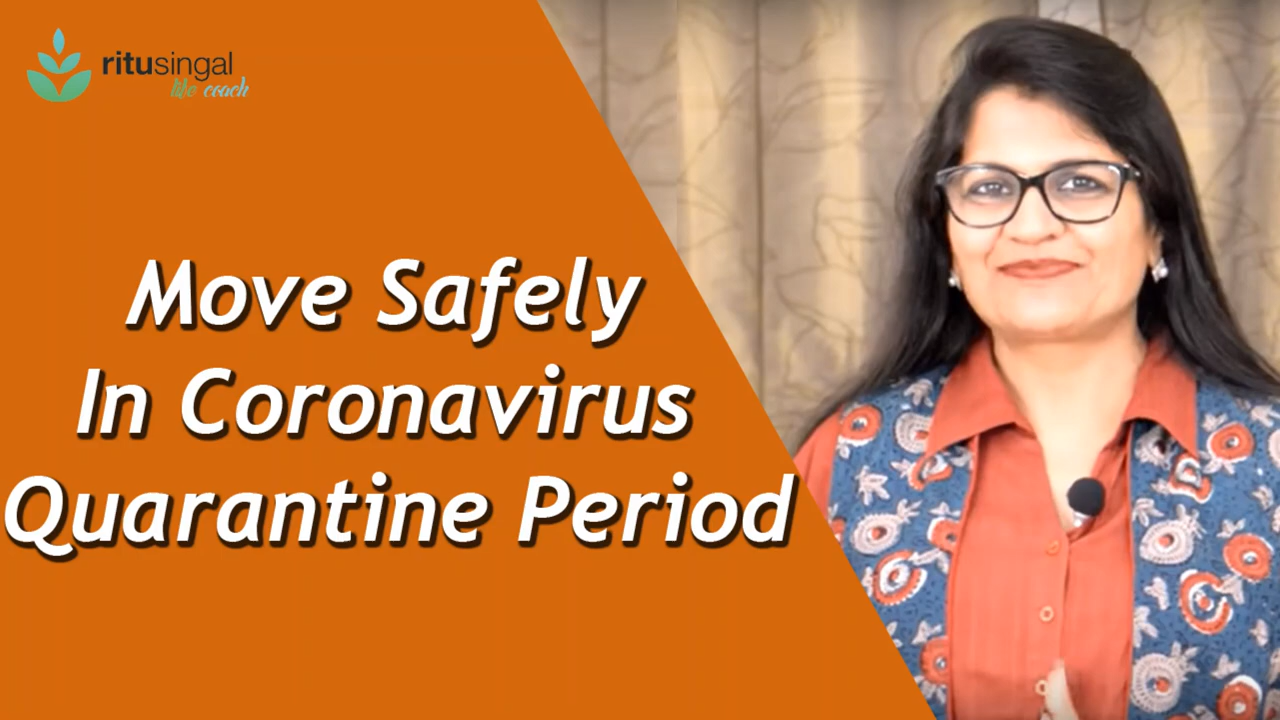 ritusingal
life coach
Move Safely
In Coronavirus
Quarantine Period